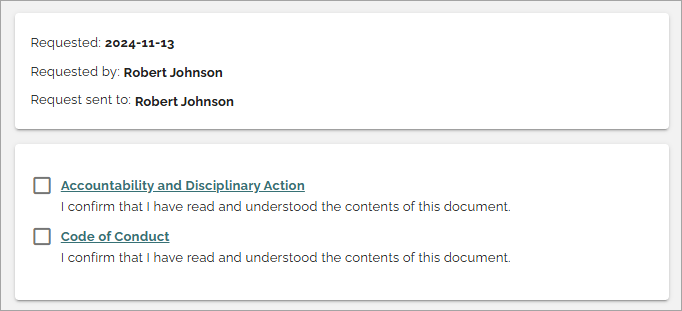 Requested: 2024-11-13
Requested by: Robert Johnson
Request sent to: Robert Johnson
Accountability and Disciplinary Action
I confirm that I have read and understood the contents of this document.
Code of Conduct
I confirm that I have read and understood the contents of this document.